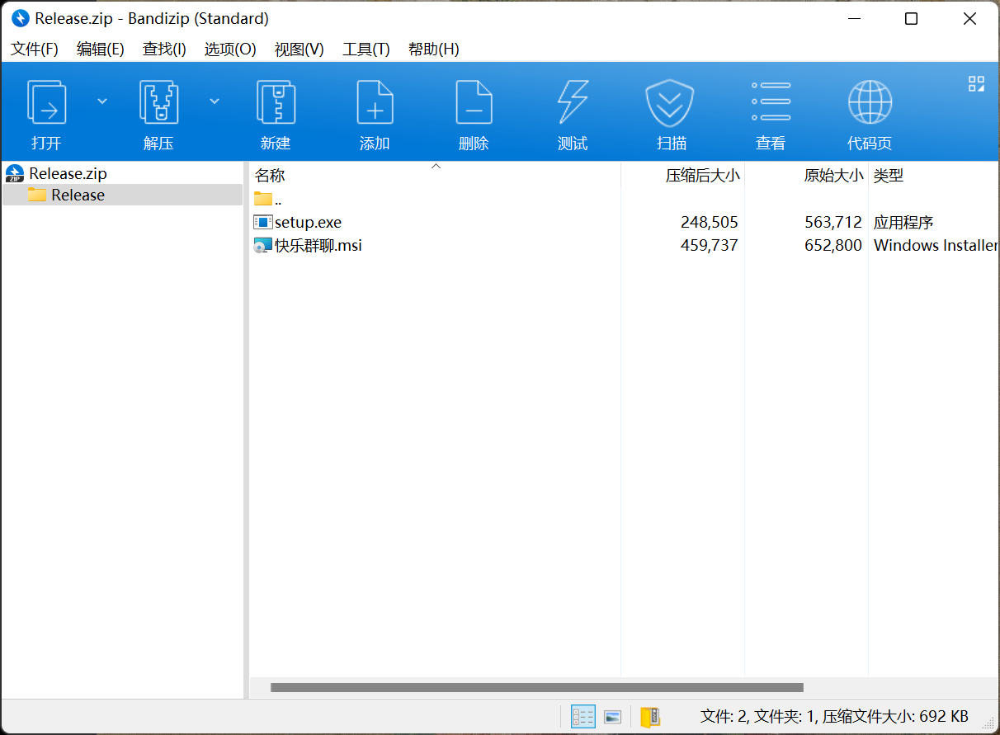 Release.zip - Bandizip (Standard)
文件(F) 编辑(E) 查找(I) 选项(O) 视图(V) 工具(T) 帮助(H)
打开 解压 新建 添加 删除 测试 扫描 查看 代码页
Release.zip
Release
名称 压缩后大小 原始大小 类型
..
setup.exe 248,505 563,712 应用程序
快乐群聊.msi 459,737 652,800 Windows Installer
文件: 2, 文件夹: 1, 压缩文件大小: 692 KB